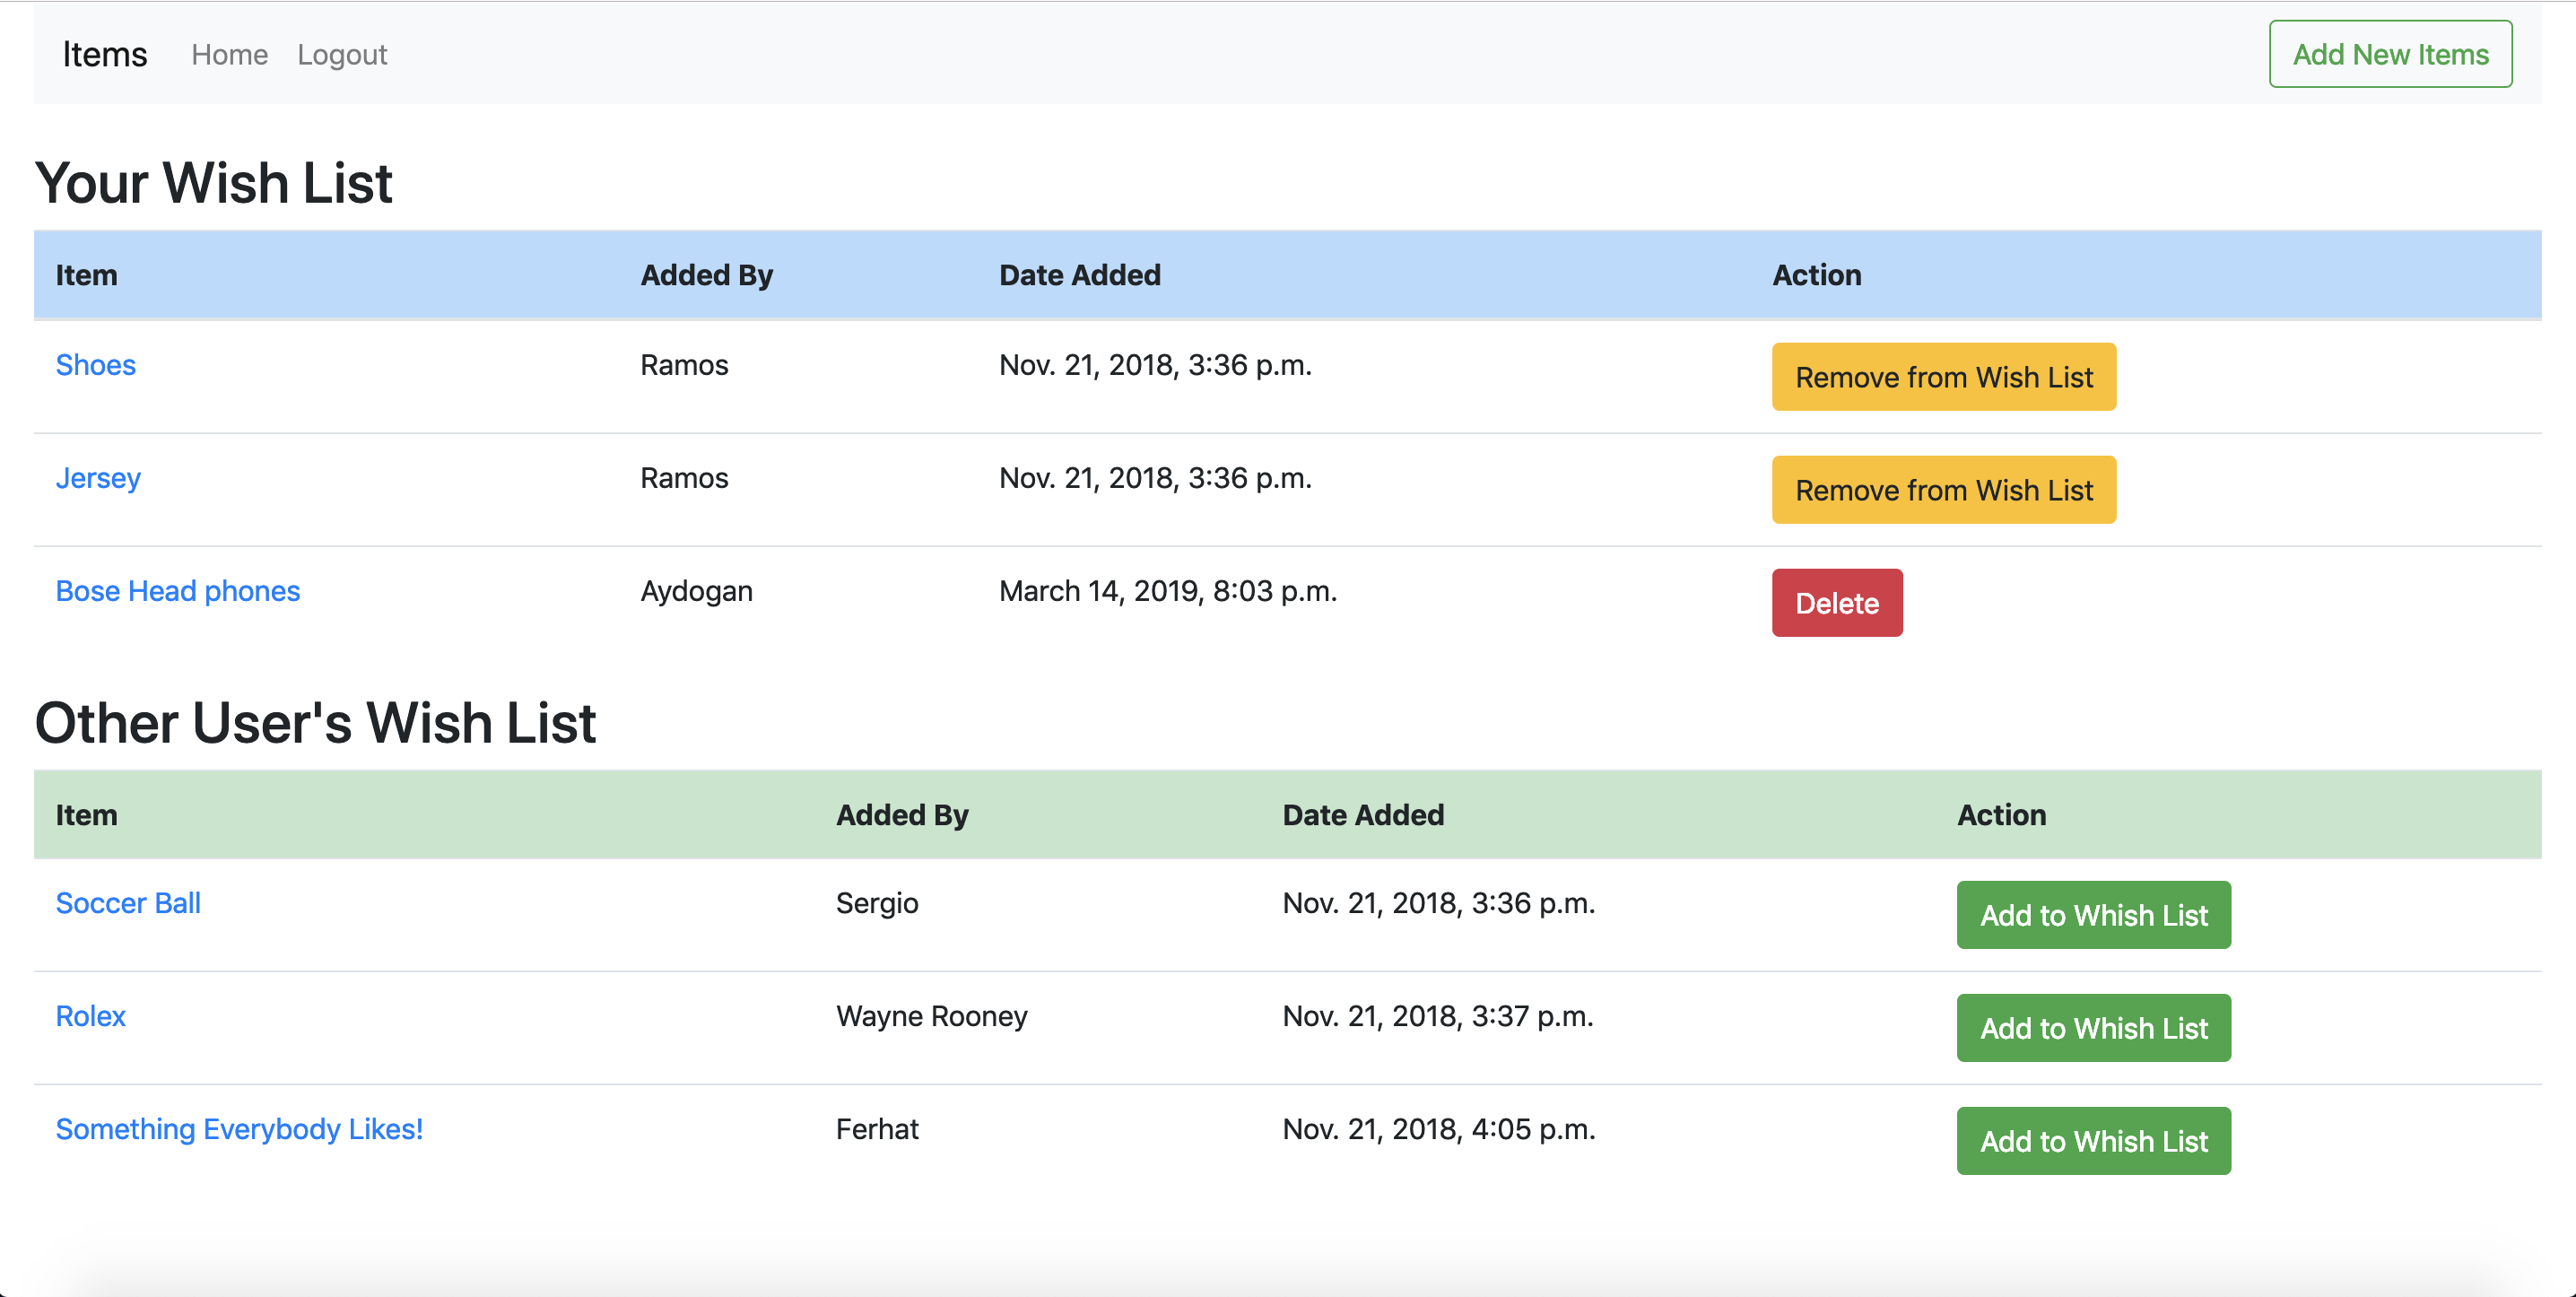 Items Home Logout Add New Items
Your Wish List
Item Added By Date Added Action
Shoes Ramos Nov. 21, 2018, 3:36 p.m. Remove from Wish List
Jersey Ramos Nov. 21, 2018, 3:36 p.m. Remove from Wish List
Bose Head phones Aydogan March 14, 2019, 8:03 p.m. Delete
Other User's Wish List
Item Added By Date Added Action
Soccer Ball Sergio Nov. 21, 2018, 3:36 p.m. Add to Whish List
Rolex Wayne Rooney Nov. 21, 2018, 3:37 p.m. Add to Whish List
Something Everybody Likes! Ferhat Nov. 21, 2018, 4:05 p.m. Add to Whish List